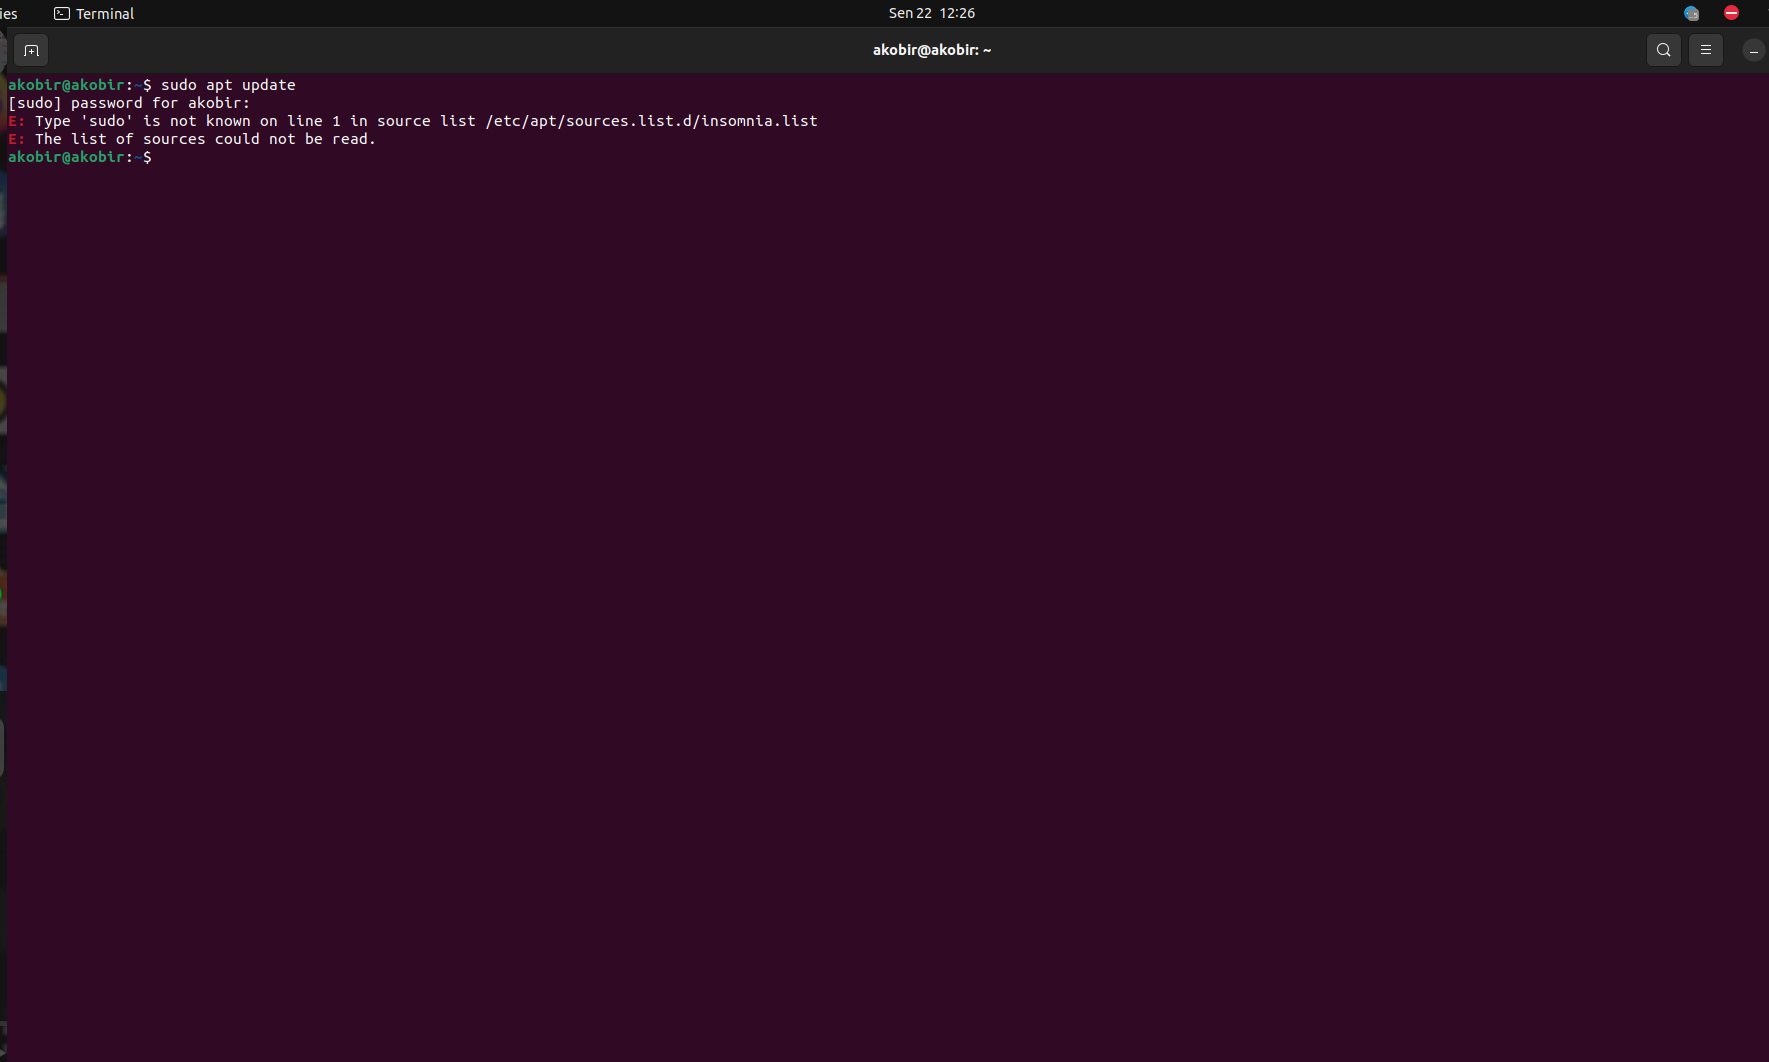 ies Terminal Sen 22 12:26
akobir@akobir: ~
akobir@akobir:~$ sudo apt update
[sudo] password for akobir:
E: Type 'sudo' is not known on line 1 in source list /etc/apt/sources.list.d/insomnia.list
E: The list of sources could not be read.
akobir@akobir:~$